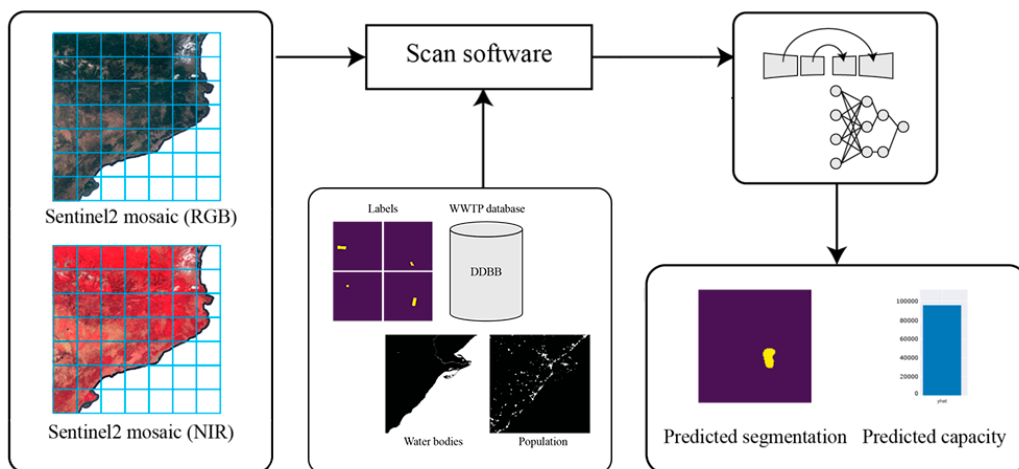 Scan software
Sentinel2 mosaic (RGB)
Sentinel2 mosaic (NIR)
Labels
WWTP database
DDBB
Water bodies
Population
100000
80000
60000
40000
20000
0
Predicted segmentation
Predicted capacity